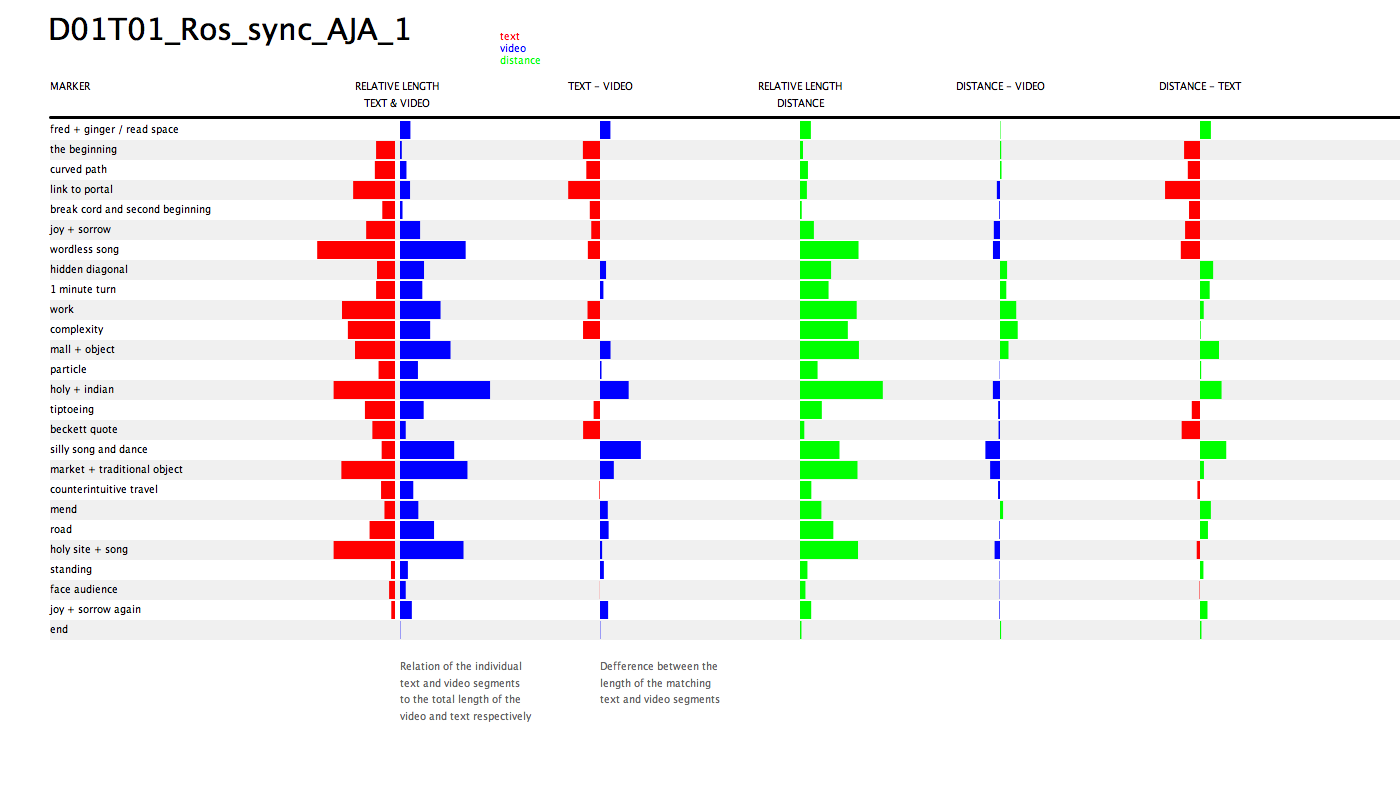 D01T01_Ros_sync_AJA_1
text
video
distance
MARKER
RELATIVE LENGTH
TEXT & VIDEO
TEXT – VIDEO
RELATIVE LENGTH
DISTANCE
DISTANCE – VIDEO
DISTANCE – TEXT
fred + ginger / read space
the beginning
curved path
link to portal
break cord and second beginning
joy + sorrow
wordless song
hidden diagonal
1 minute turn
work
complexity
mall + object
particle
holy + indian
tiptoeing
beckett quote
silly song and dance
market + traditional object
counterintuitive travel
mend
road
holy site + song
standing
face audience
joy + sorrow again
end
Relation of the individual
text and video segments
to the total length of the
video and text respectively
Defference between the
length of the matching
text and video segments